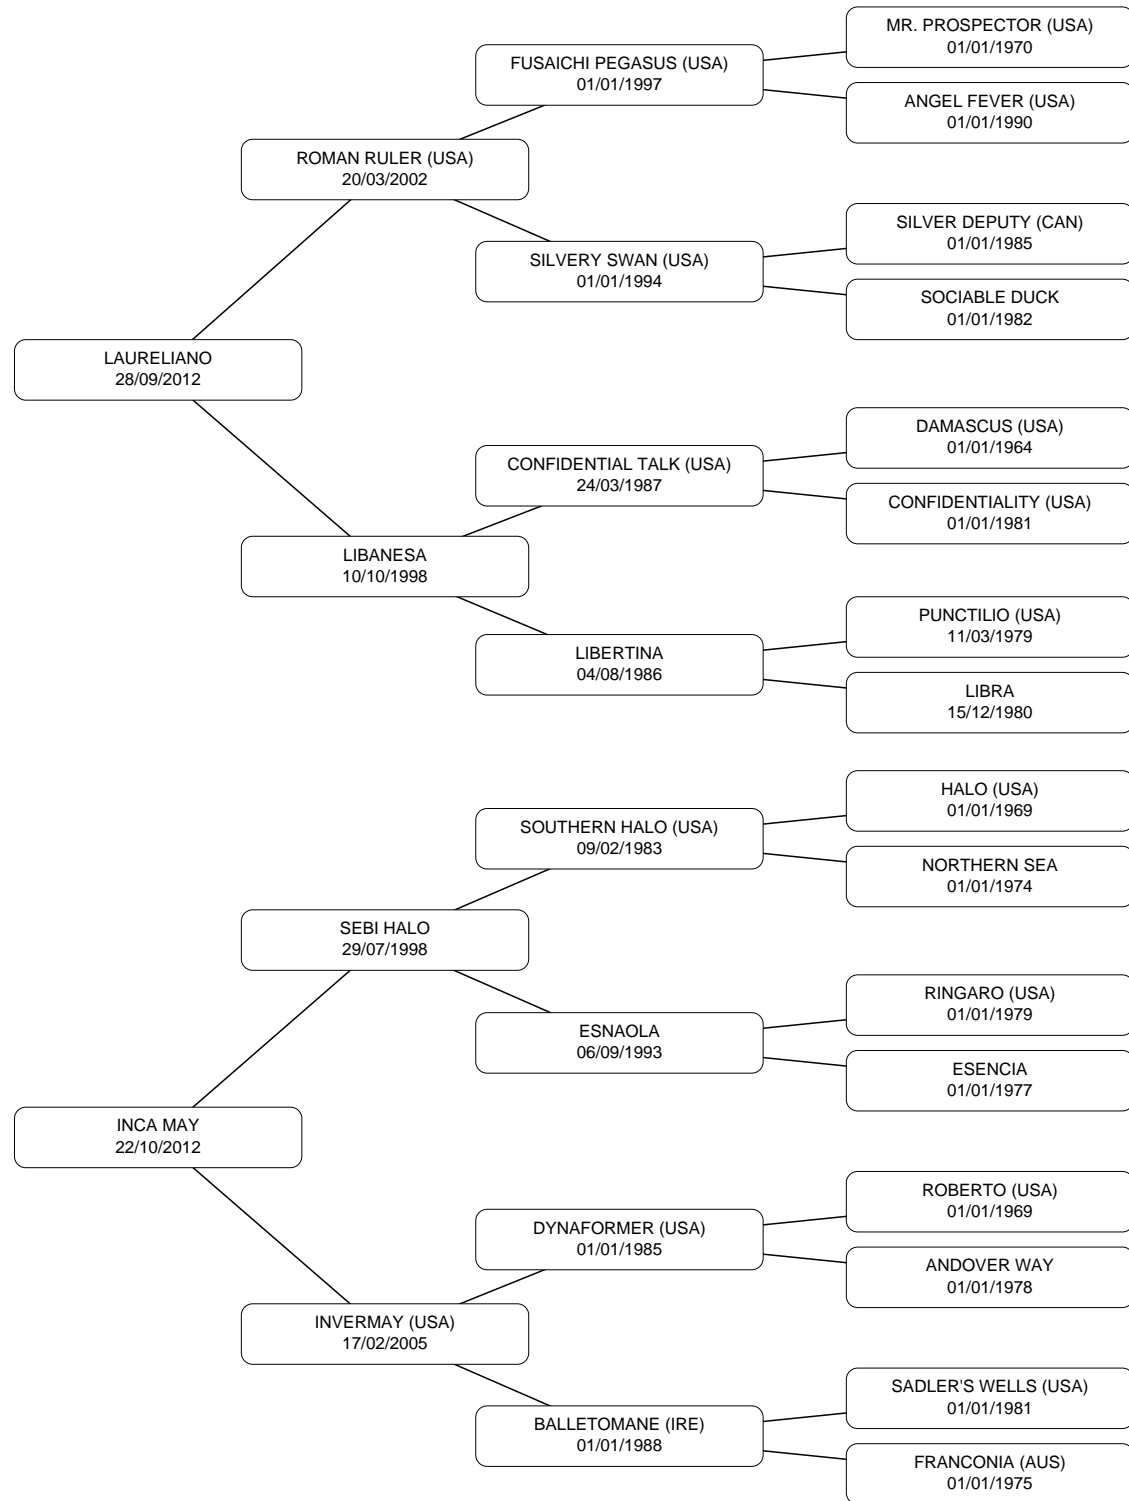 MR. PROSPECTOR (USA)
01/01/1970
FUSAICHI PEGASUS (USA)
01/01/1997
ANGEL FEVER (USA)
01/01/1990
ROMAN RULER (USA)
20/03/2002
SILVER DEPUTY (CAN)
01/01/1985
SILVERY SWAN (USA)
01/01/1994
SOCIABLE DUCK
01/01/1982
LAURELIANO
28/09/2012
DAMASCUS (USA)
01/01/1964
CONFIDENTIAL TALK (USA)
24/03/1987
CONFIDENTIALITY (USA)
01/01/1981
LIBANESA
10/10/1998
PUNCTILIO (USA)
11/03/1979
LIBERTINA
04/08/1986
LIBRA
15/12/1980
HALO (USA)
01/01/1969
SOUTHERN HALO (USA)
09/02/1983
NORTHERN SEA
01/01/1974
SEBI HALO
29/07/1998
RINGARO (USA)
01/01/1979
ESNAOLA
06/09/1993
ESENCIA
01/01/1977
INCA MAY
22/10/2012
ROBERTO (USA)
01/01/1969
DYNAFORMER (USA)
01/01/1985
ANDOVER WAY
01/01/1978
INVERMAY (USA)
17/02/2005
SADLER'S WELLS (USA)
01/01/1981
BALLETOMANE (IRE)
01/01/1988
FRANCONIA (AUS)
01/01/1975